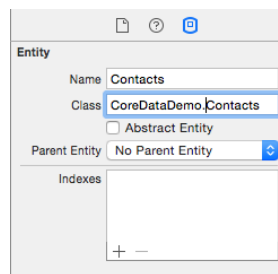 Entity
Name Contacts
Class CoreDataDemo.Contacts
Abstract Entity
Parent Entity No Parent Entity
Indexes